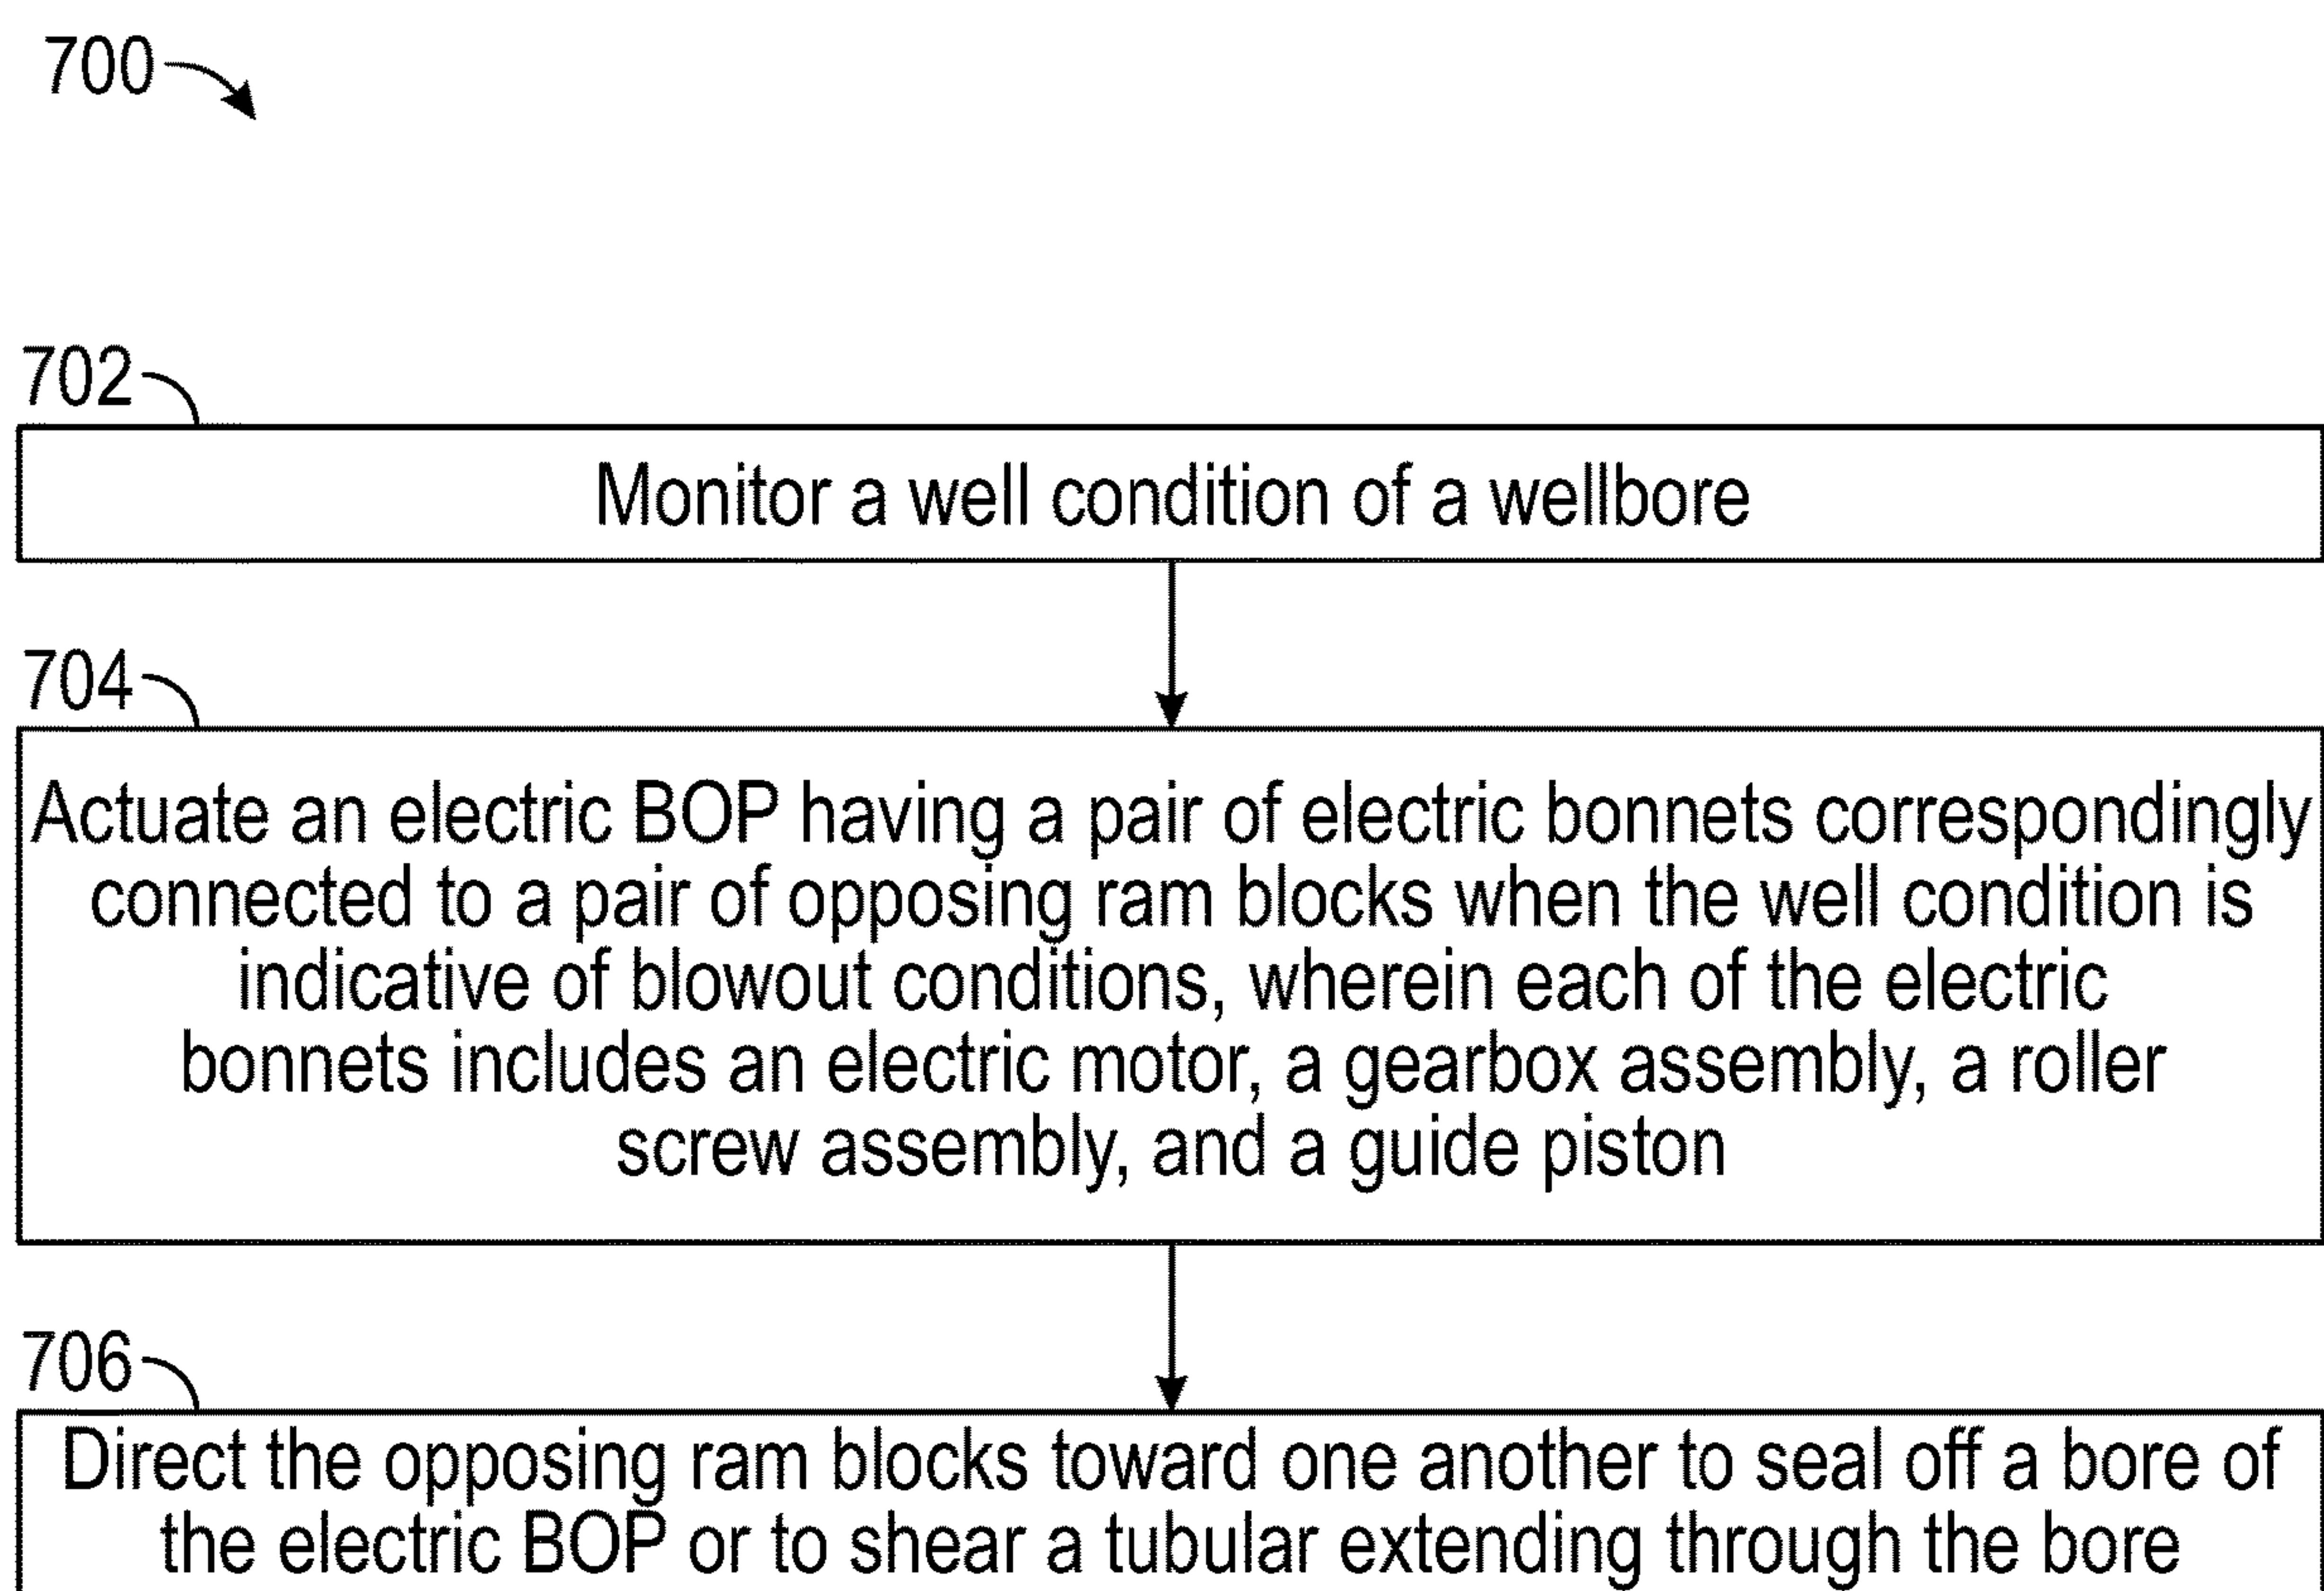 700
702
Monitor a well condition of a wellbore
704
Actuate an electric BOP having a pair of electric bonnets correspondingly
connected to a pair of opposing ram blocks when the well condition is
indicative of blowout conditions, wherein each of the electric
bonnets includes an electric motor, a gearbox assembly, a roller
screw assembly, and a guide piston
706
Direct the opposing ram blocks toward one another to seal off a bore of
the electric BOP or to shear a tubular extending through the bore